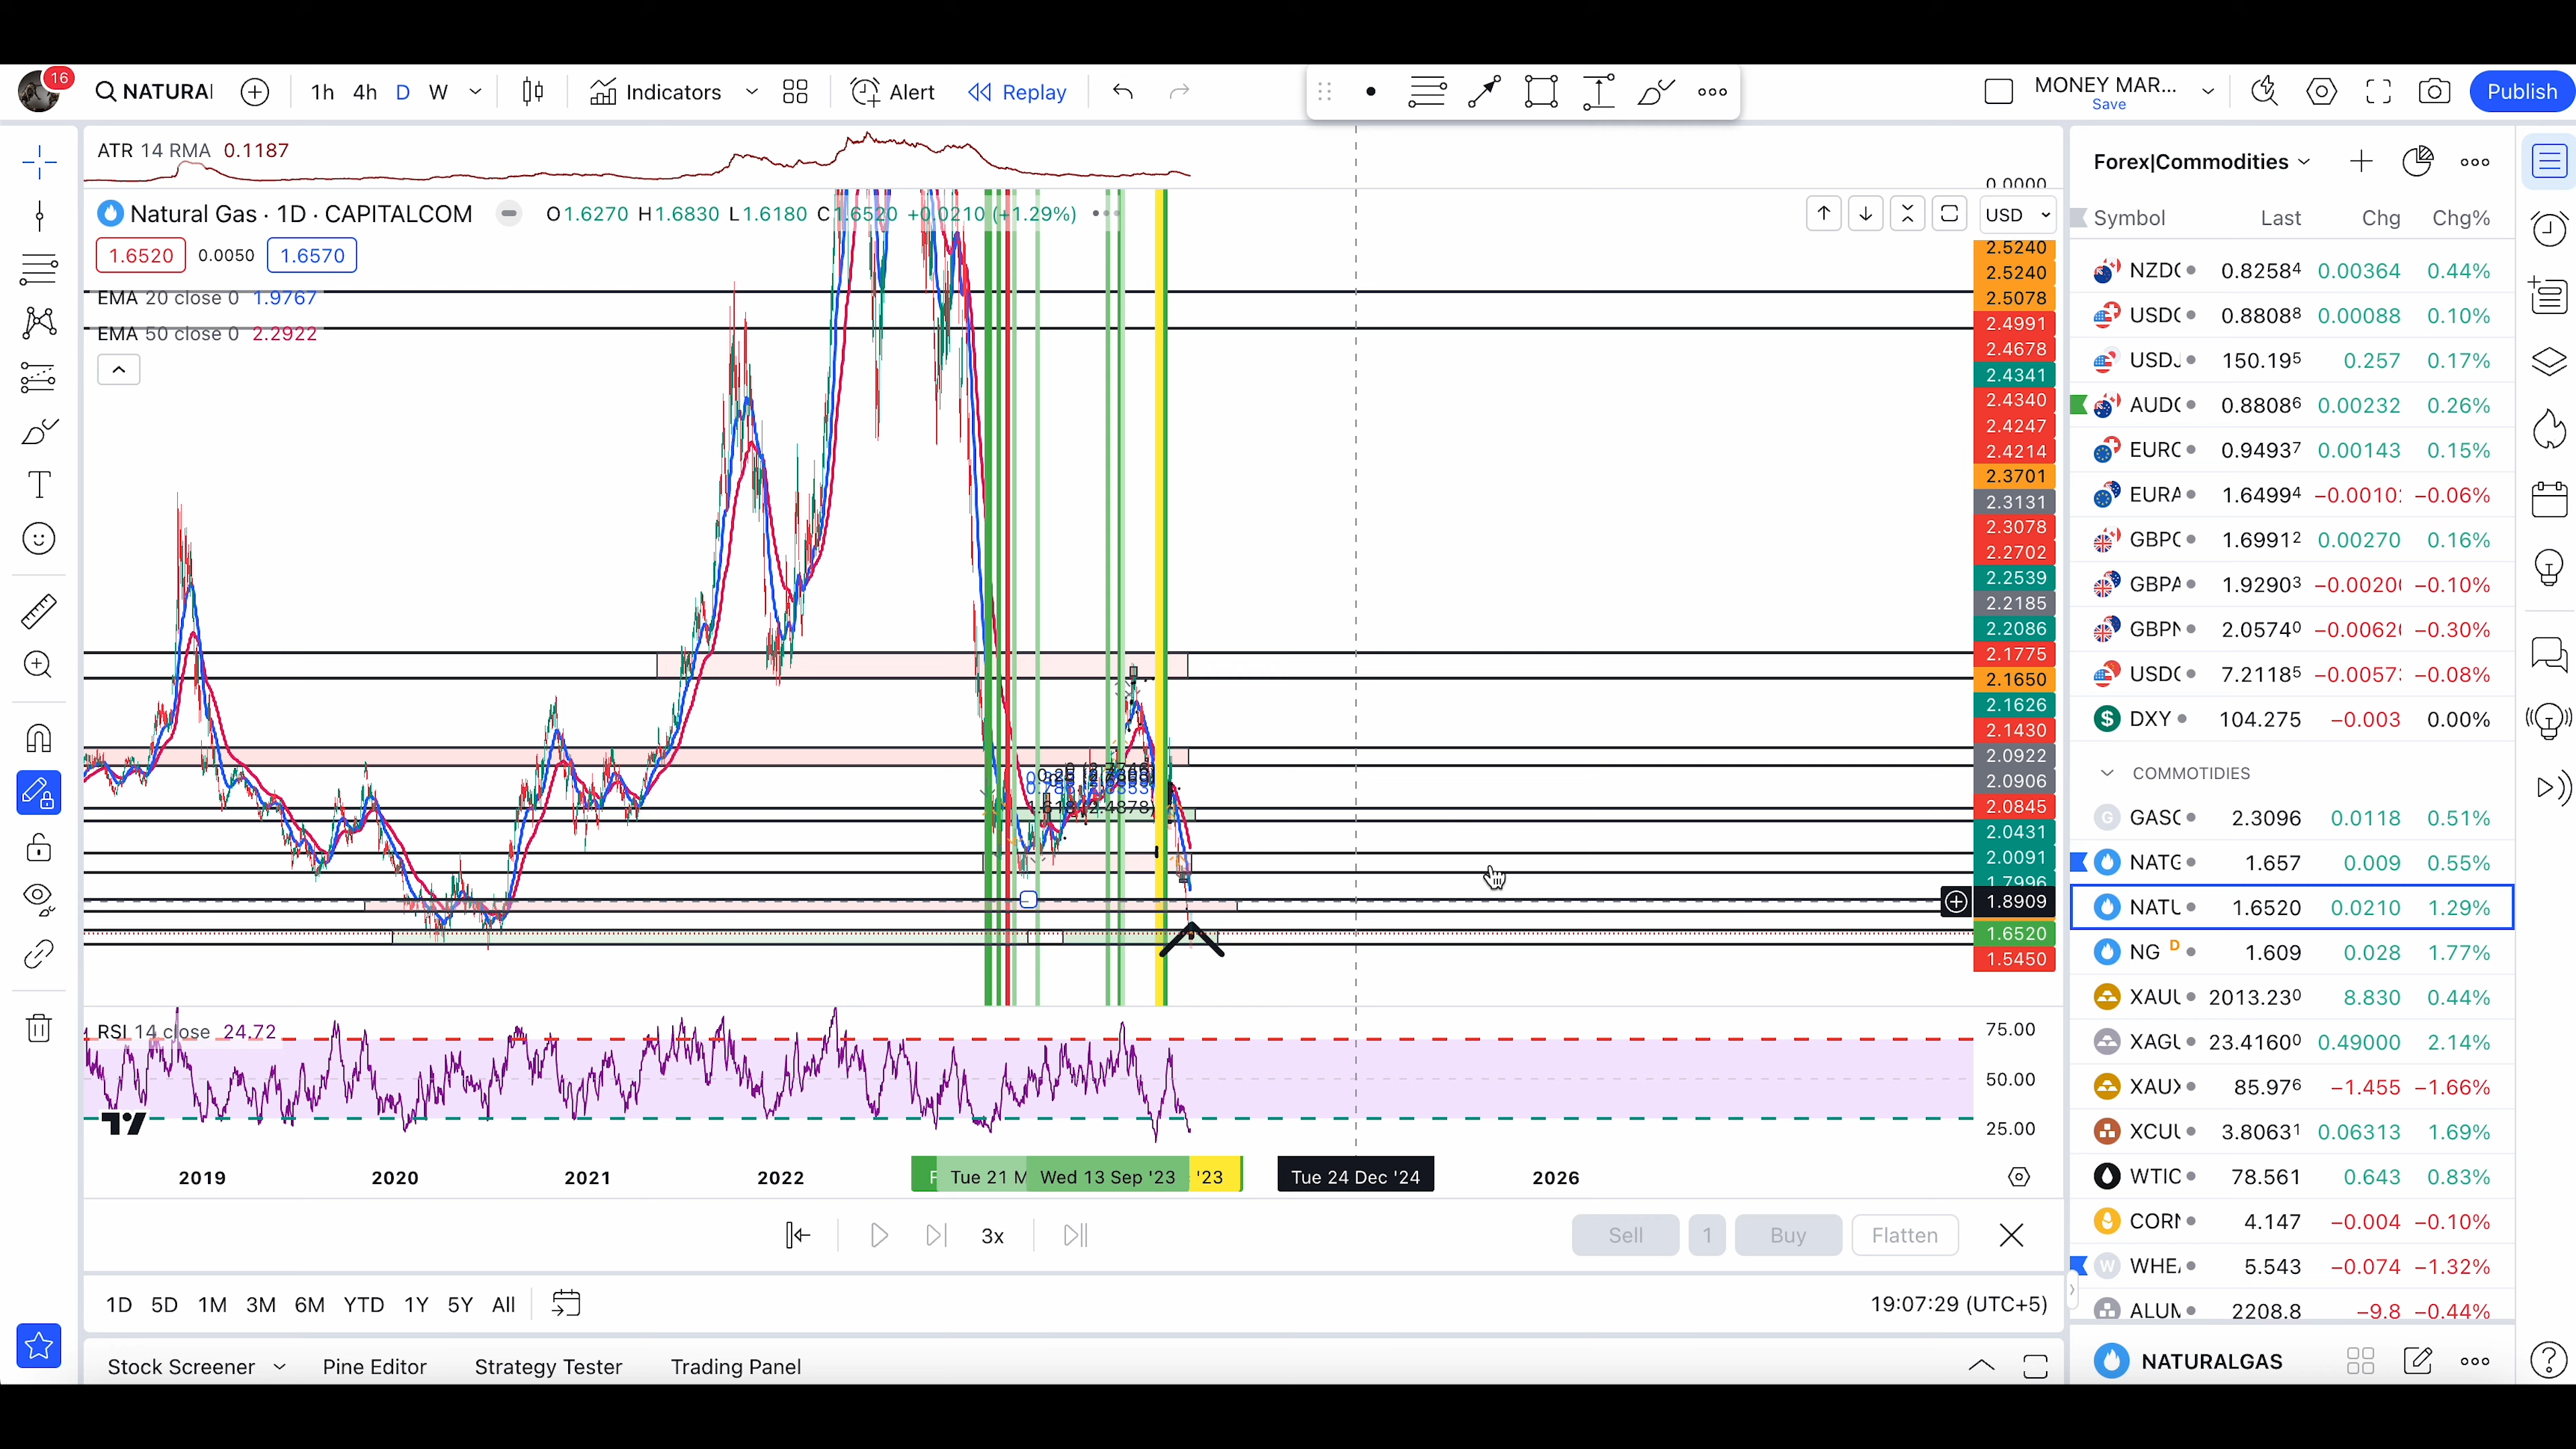 16
NATURAL
1h 4h D W Indicators Alert Replay
MONEY MAR...
Save
Publish
ATR 14 RMA 0.1187
0.0000
Natural Gas · 1D · CAPITALCOM O1.6270 H1.6830 L1.6180 C1.6520 +0.0210 (+1.29%)
USD
1.6520 0.0050 1.6570
EMA 20 close 0 1.9767
EMA 50 close 0 2.2922
2.5240
2.5240
2.5078
2.4991
2.4678
2.4341
2.4340
2.4247
2.4214
2.3701
2.3131
2.3078
2.2702
2.2539
2.2185
2.2086
2.1775
2.1650
2.1626
2.1430
2.0922
2.0906
2.0845
2.0431
2.0091
1.7996
1.8909
1.6520
1.5450
RSI 14 close 24.72
75.00
50.00
25.00
2019 2020 2021 2022 Tue 21 M Wed 13 Sep '23 '23 Tue 24 Dec '24 2026
3x
Sell 1 Buy Flatten
1D 5D 1M 3M 6M YTD 1Y 5Y All
19:07:29 (UTC+5)
Stock Screener Pine Editor Strategy Tester Trading Panel
Forex|Commodities
Symbol Last Chg Chg%
NZDC 0.82584 0.00364 0.44%
USDC 0.88088 0.00088 0.10%
USDJ 150.195 0.257 0.17%
AUDC 0.88086 0.00232 0.26%
EURC 0.94937 0.00143 0.15%
EURA 1.64994 −0.0010 −0.06%
GBPC 1.69912 0.00270 0.16%
GBPA 1.92903 −0.0020 −0.10%
GBPN 2.05740 −0.0062 −0.30%
USDC 7.21185 −0.0057 −0.08%
DXY 104.275 −0.003 0.00%
COMMOTIDIES
GASC 2.3096 0.0118 0.51%
NATG 1.657 0.009 0.55%
NATU 1.6520 0.0210 1.29%
NG D 1.609 0.028 1.77%
XAUU 2013.230 8.830 0.44%
XAGU 23.4160 0.49000 2.14%
XAUX 85.976 −1.455 −1.66%
XCUU 3.80631 0.06313 1.69%
WTIC 78.561 0.643 0.83%
CORN 4.147 −0.004 −0.10%
WHEA 5.543 −0.074 −1.32%
ALUM 2208.8 −9.8 −0.44%
NATURALGAS